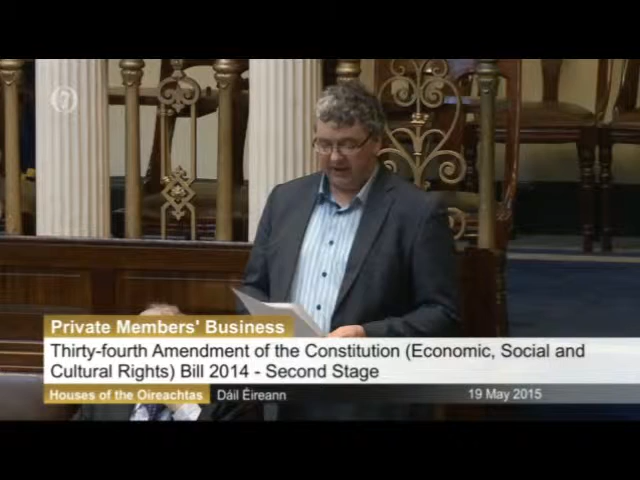 Private Members' Business
Thirty-fourth Amendment of the Constitution (Economic, Social and
Cultural Rights) Bill 2014 - Second Stage
Houses of the Oireachtas Dáil Éireann 19 May 2015